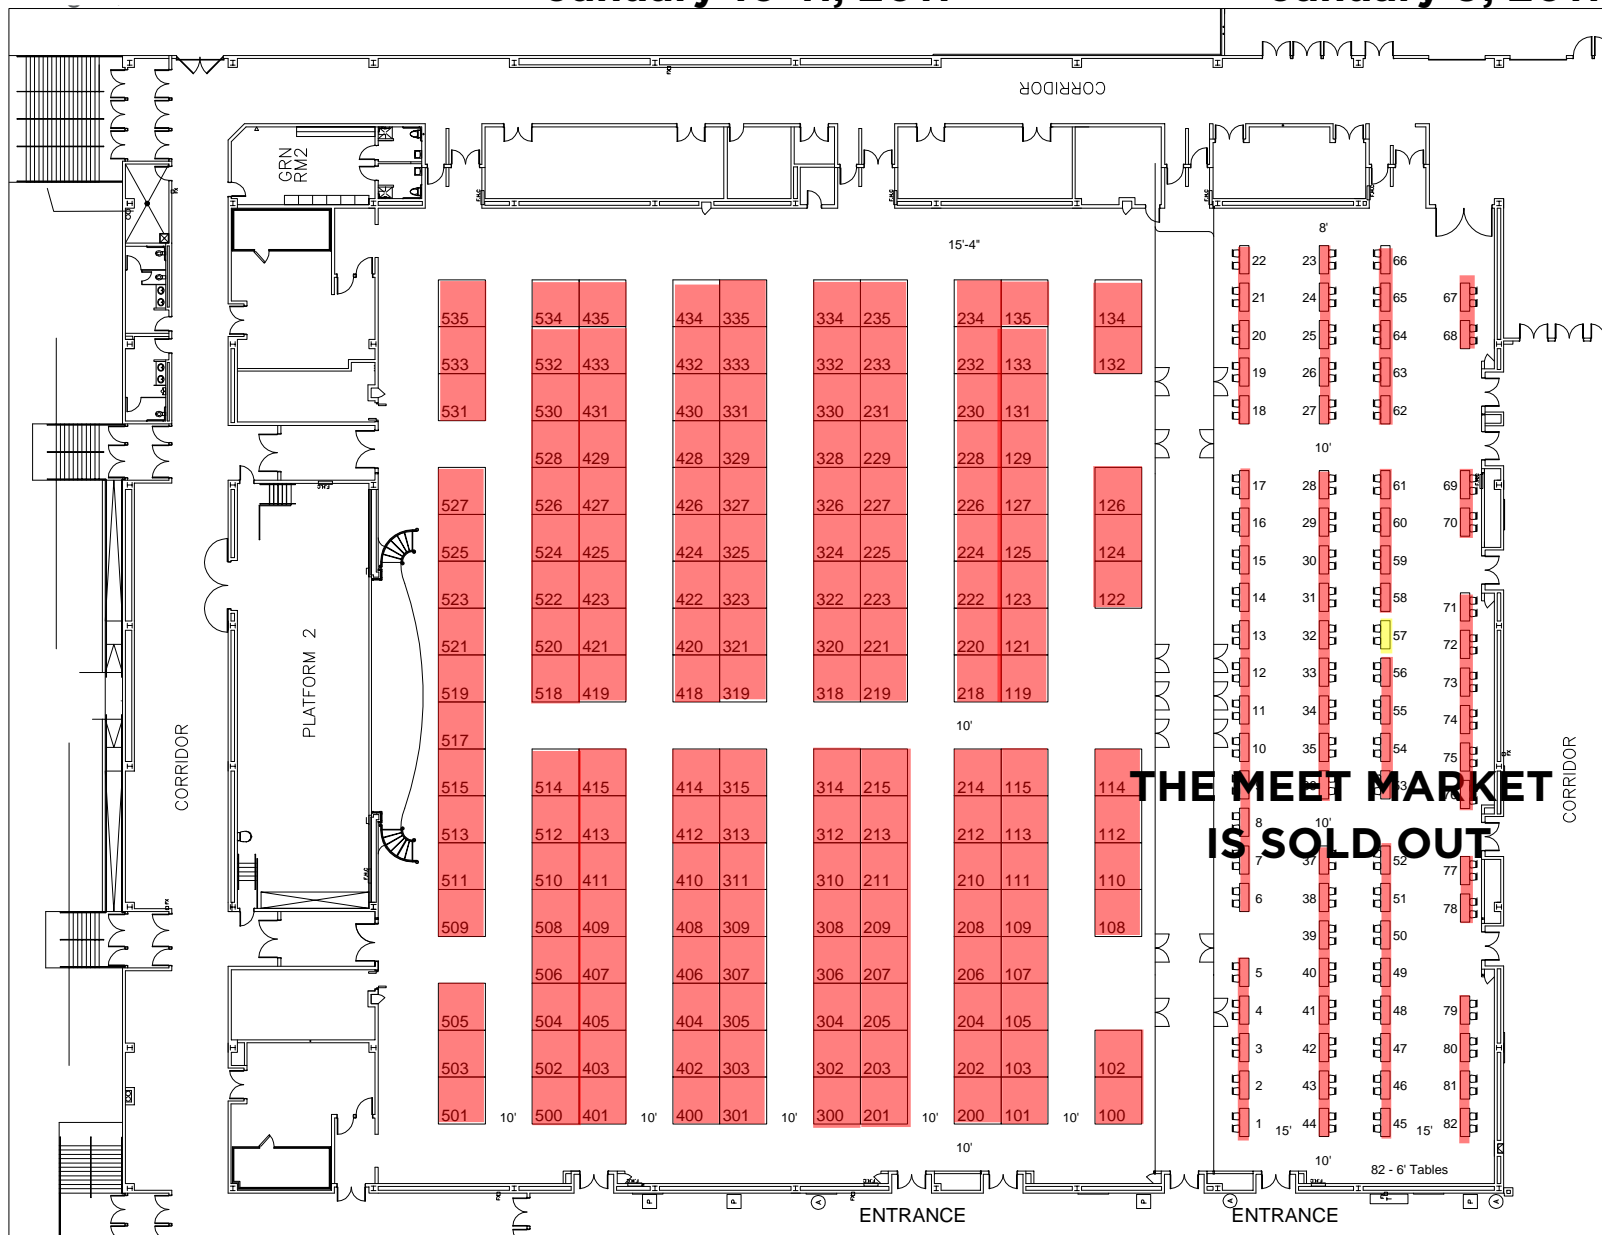 CORRIDOR
GRN
RM2
15'-4"
8'
22 23 66
21 24 65 67
535 534 435 434 335 334 235 234 135 134
20 25 64 68
533 532 433 432 333 332 233 232 133 132
19 26 63
531 530 431 430 331 330 231 230 131
18 27 62
10'
528 429 428 329 328 229 228 129
17 28 61 69
527 526 427 426 327 326 227 226 127 126
16 29 60 70
525 524 425 424 325 324 225 224 125 124
15 30 59
523 522 423 422 323 322 223 222 123 122
14 31 58 71
PLATFORM 2
521 520 421 420 321 320 221 220 121
13 32 57 72
12 33 56 73
519 518 419 418 319 318 219 218 119
11 34 55 74
10'
517
10 35 54 75
CORRIDOR
CORRIDOR
515 514 415 414 315 314 215 214 115 114
THE MEET MARKET
513 512 413 412 313 312 213 212 113 112
8 10'
IS SOLD OUT
7 37 52 77
511 510 411 410 311 310 211 210 111 110
6 38 51 78
509 508 409 408 309 308 209 208 109 108
39 50
506 407 406 307 306 207 206 107
5 40 49
505 504 405 404 305 304 205 204 105
4 41 48 79
3 42 47 80
503 502 403 402 303 302 203 202 103 102
2 43 46 81
501 10' 500 401 10' 400 301 10' 300 201 10' 200 101 10' 100
1 15' 44 45 15' 82
10'
10'
82 - 6' Tables
ENTRANCE
ENTRANCE